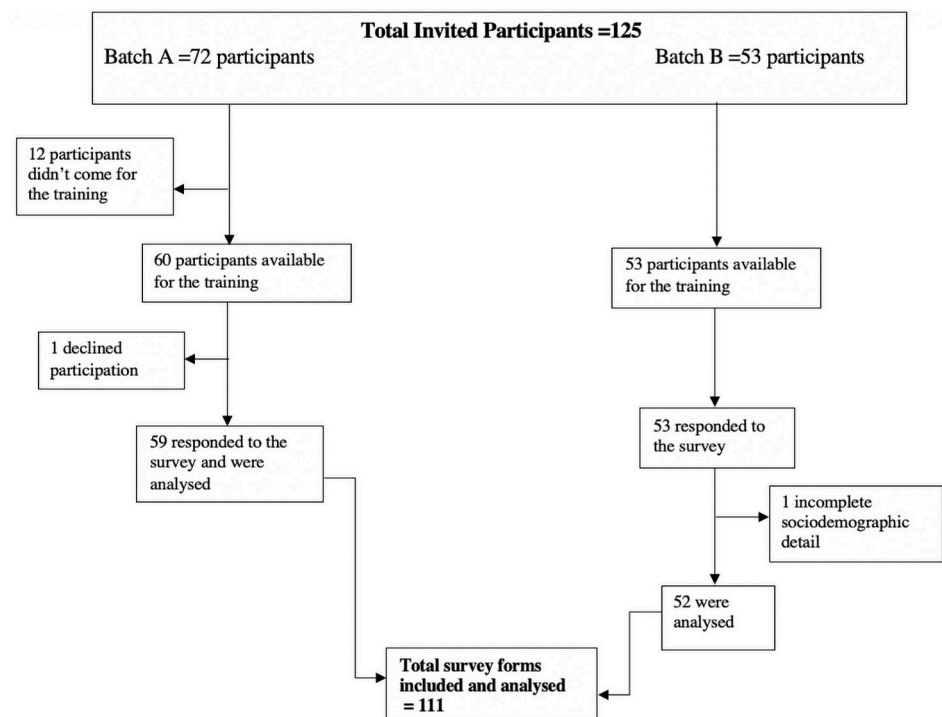 Total Invited Participants =125
Batch A =72 participants
Batch B =53 participants
12 participants
didn't come for
the training
60 participants available
for the training
53 participants available
for the training
1 declined
participation
59 responded to the
survey and were
analysed
53 responded to
the survey
1 incomplete
sociodemographic
detail
52 were
analysed
Total survey forms
included and analysed
= 111